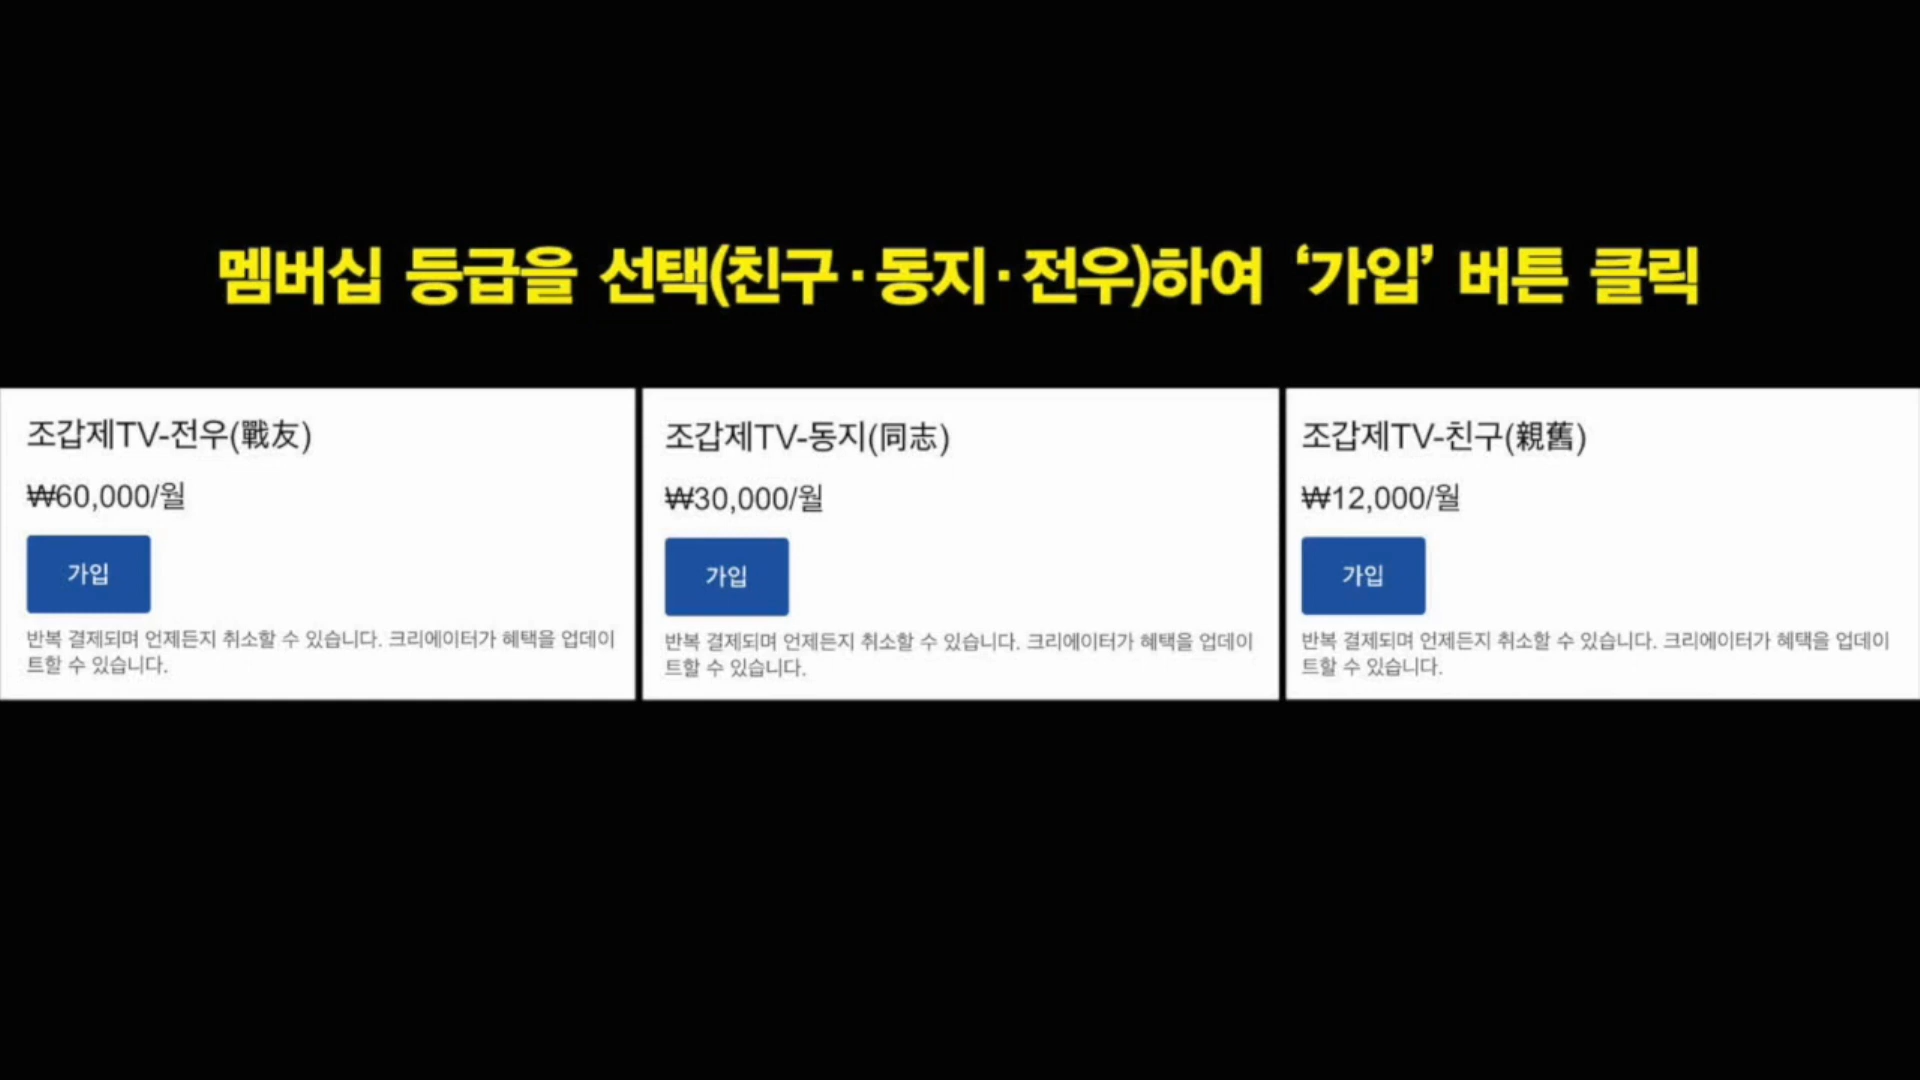 멤버십 등급을 선택(친구·동지·전우)하여 ‘가입’ 버튼 클릭
조갑제TV-전우(戰友)
₩60,000/월
가입
반복 결제되며 언제든지 취소할 수 있습니다. 크리에이터가 혜택을 업데이
트할 수 있습니다.
조갑제TV-동지(同志)
₩30,000/월
가입
반복 결제되며 언제든지 취소할 수 있습니다. 크리에이터가 혜택을 업데이
트할 수 있습니다.
조갑제TV-친구(親舊)
₩12,000/월
가입
반복 결제되며 언제든지 취소할 수 있습니다. 크리에이터가 혜택을 업데이
트할 수 있습니다.